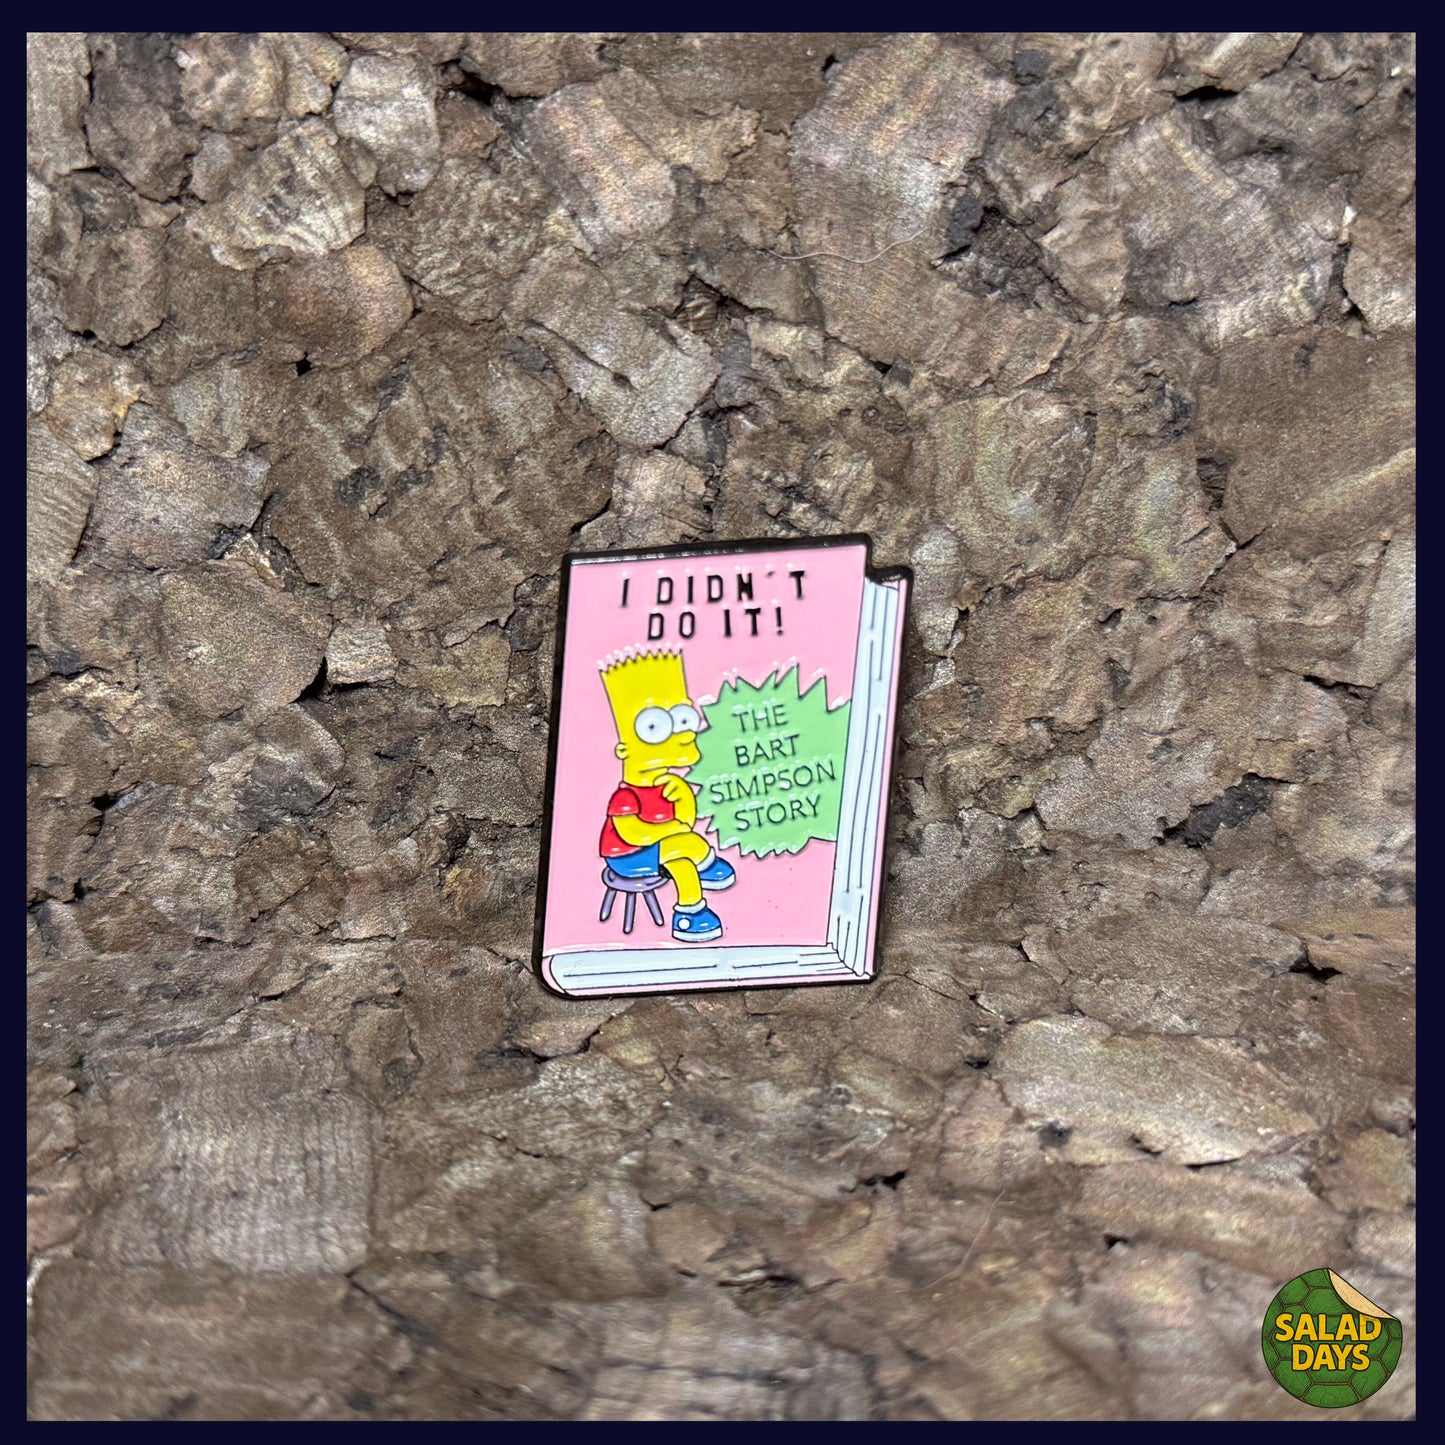 I DIDN'T
DO IT!
THE
BART
SIMPSON
STORY
SALAD
DAYS